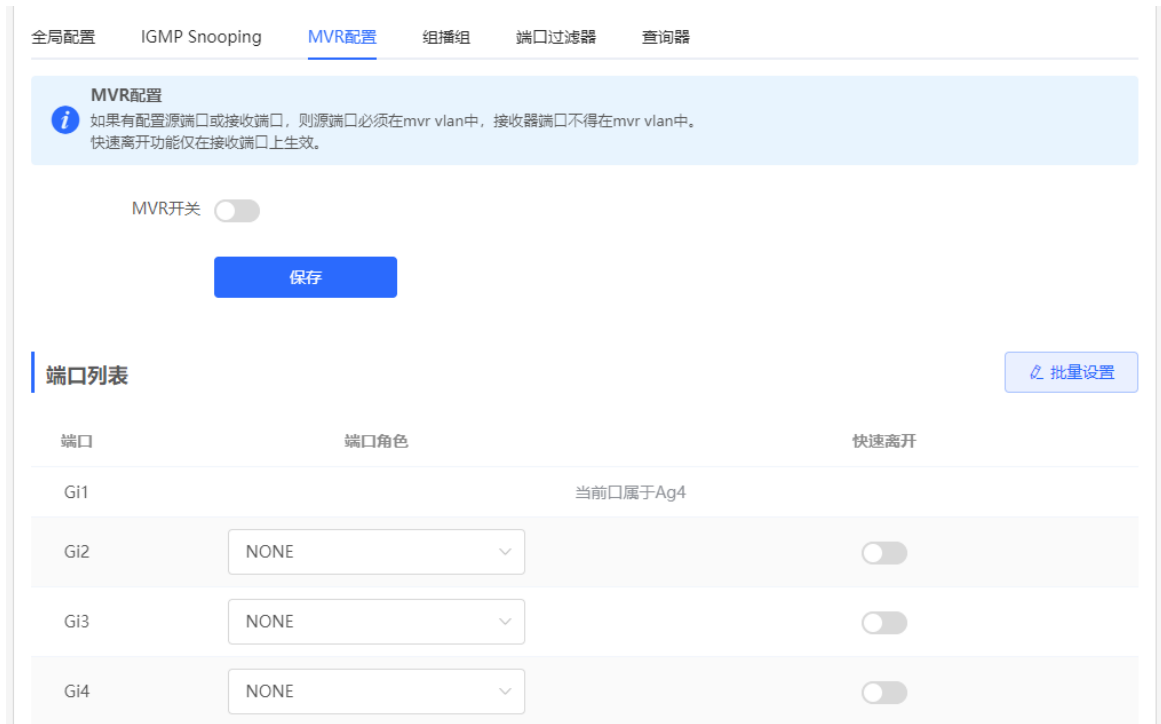 全局配置 IGMP Snooping MVR配置 组播组 端口过滤器 查询器
MVR配置
如果有配置源端口或接收端口，则源端口必须在mvr vlan中，接收器端口不得在mvr vlan中。
快速离开功能仅在接收端口上生效。
MVR开关
保存
端口列表 批量设置
端口 端口角色 快速离开
Gi1 当前口属于Ag4
Gi2 NONE
Gi3 NONE
Gi4 NONE